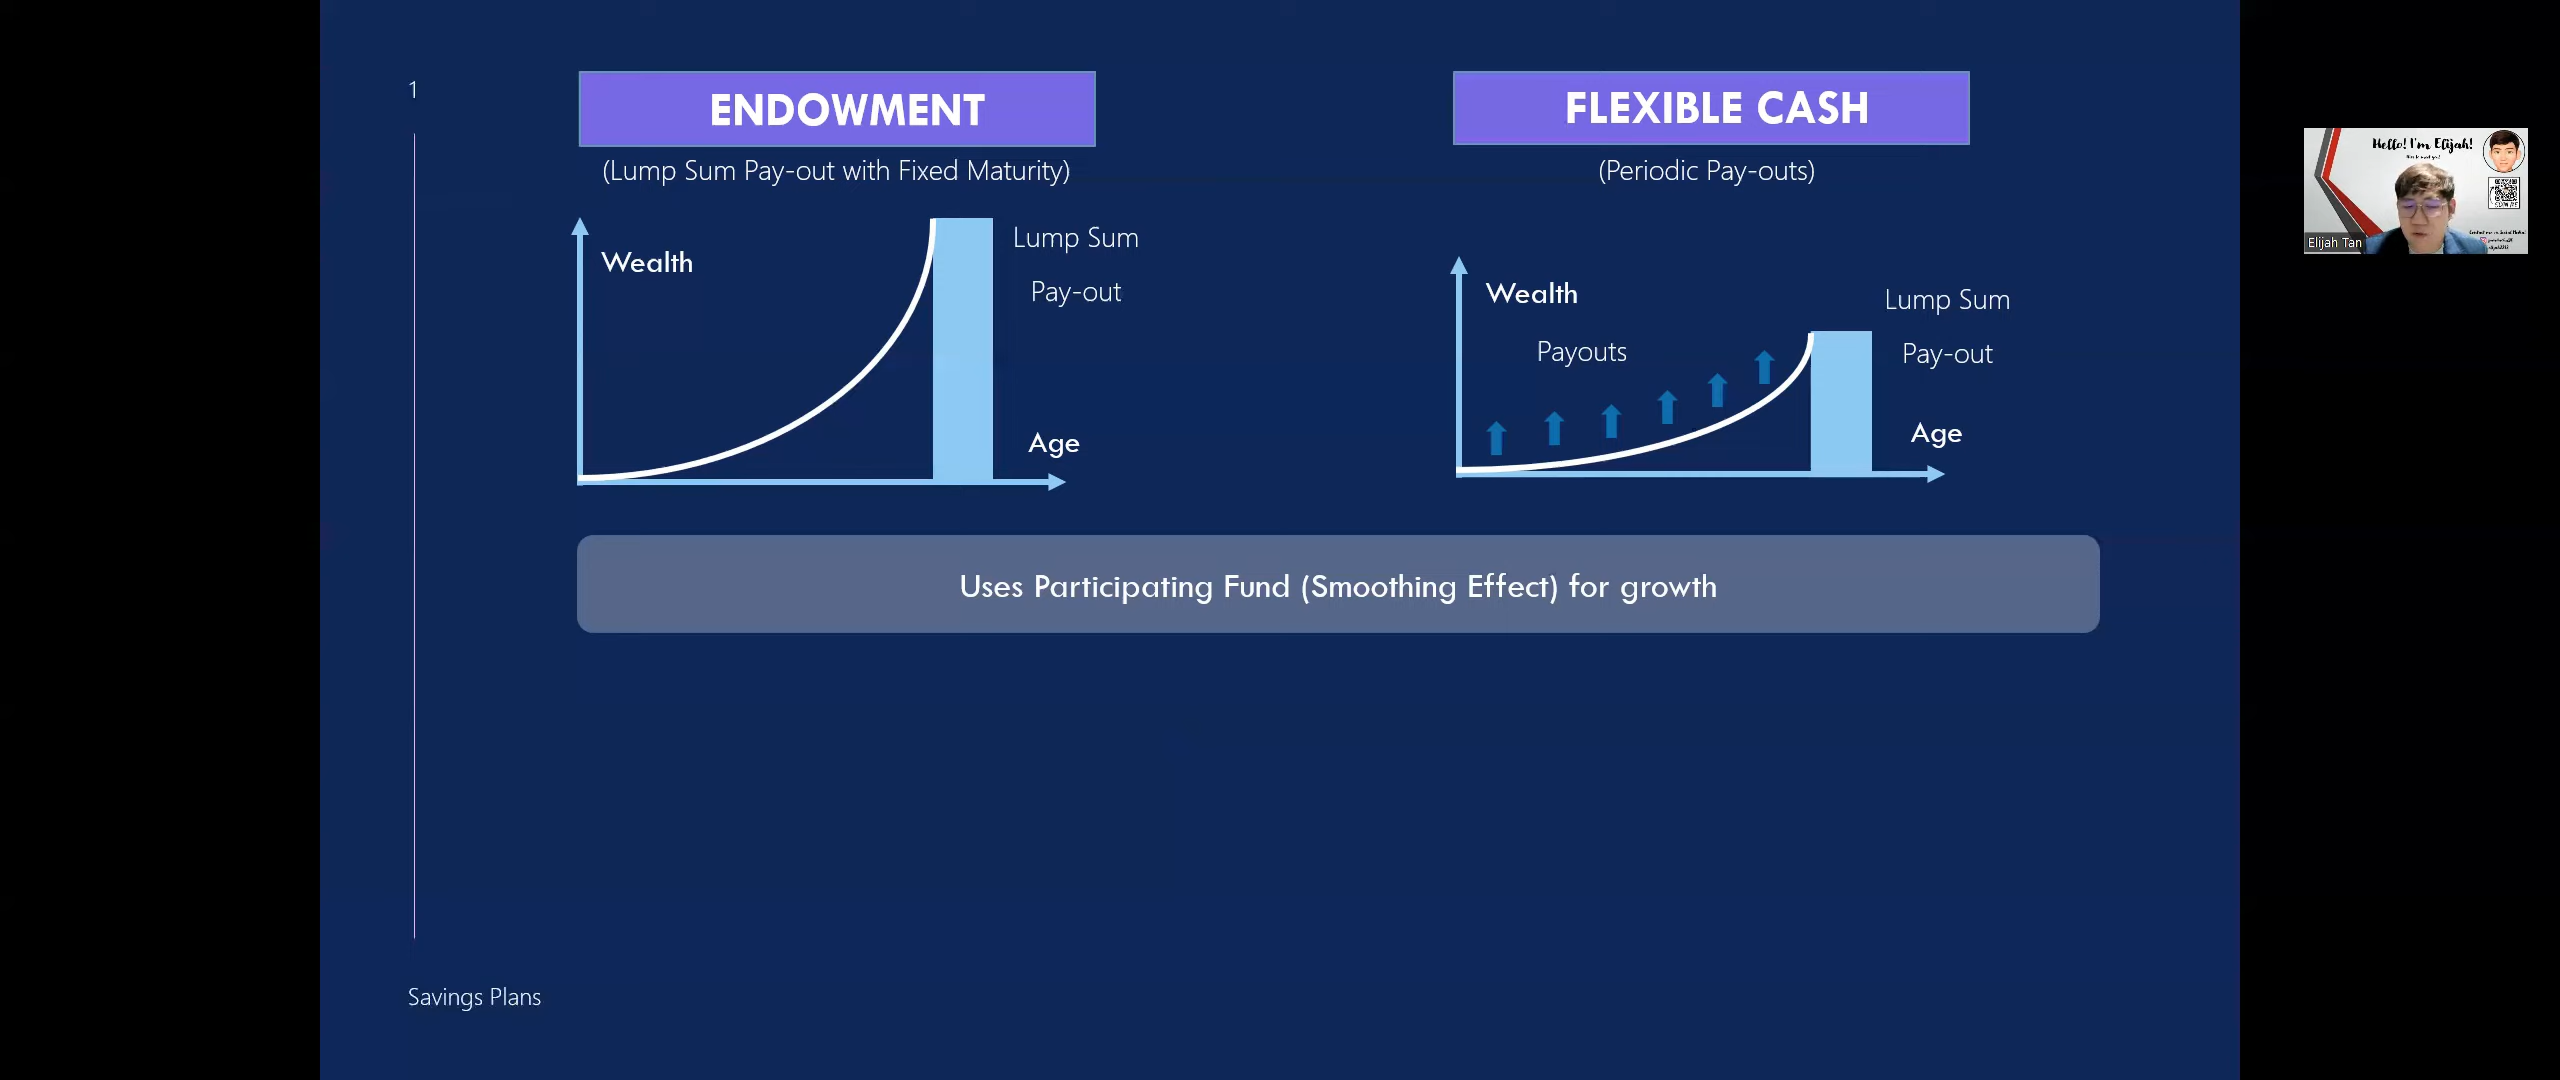 1
ENDOWMENT
(Lump Sum Pay-out with Fixed Maturity)
Wealth
Lump Sum
Pay-out
Age
FLEXIBLE CASH
(Periodic Pay-outs)
Wealth
Payouts
Lump Sum
Pay-out
Age
Uses Participating Fund (Smoothing Effect) for growth
Savings Plans
Hello! I'm Elijah!
Elijah Tan